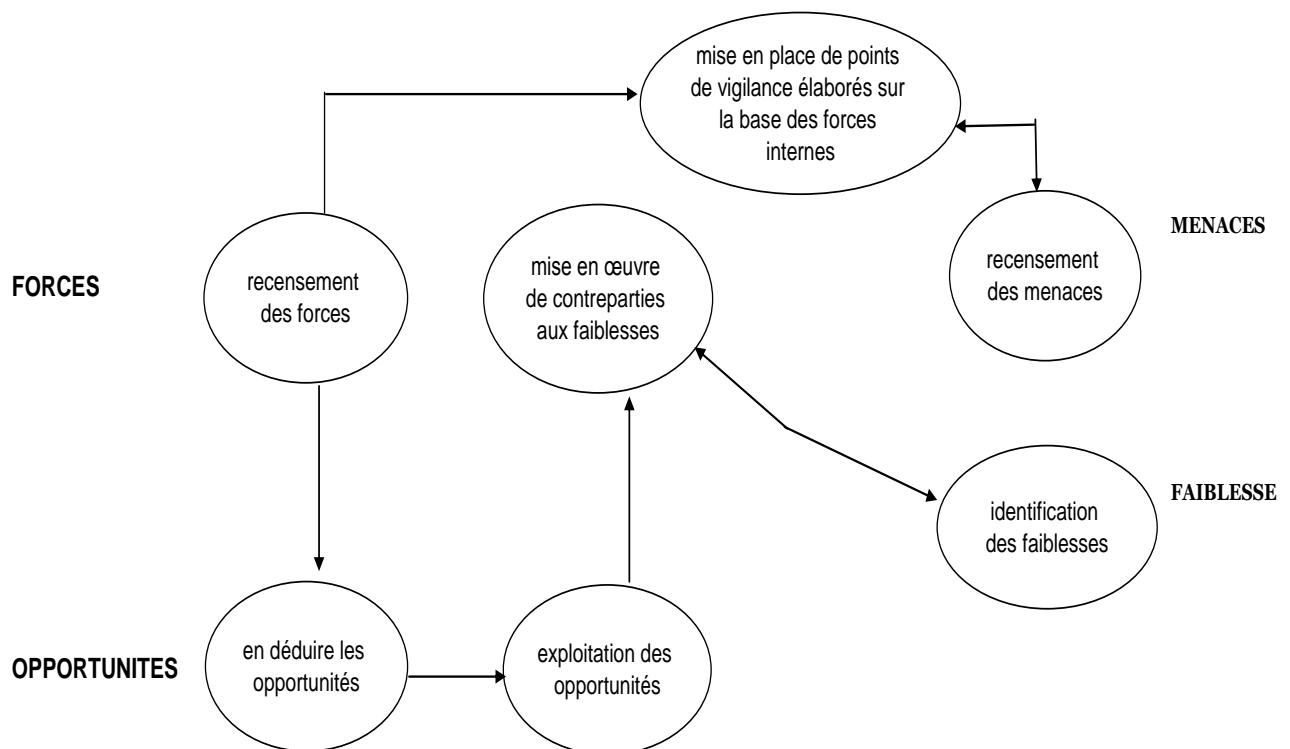 mise en place de points
de vigilance élaborés sur
la base des forces
internes
MENACES
FORCES
recensement
des forces
mise en œuvre
de contreparties
aux faiblesses
recensement
des menaces
FAIBLESSE
identification
des faiblesses
OPPORTUNITES
en déduire les
opportunités
exploitation des
opportunités